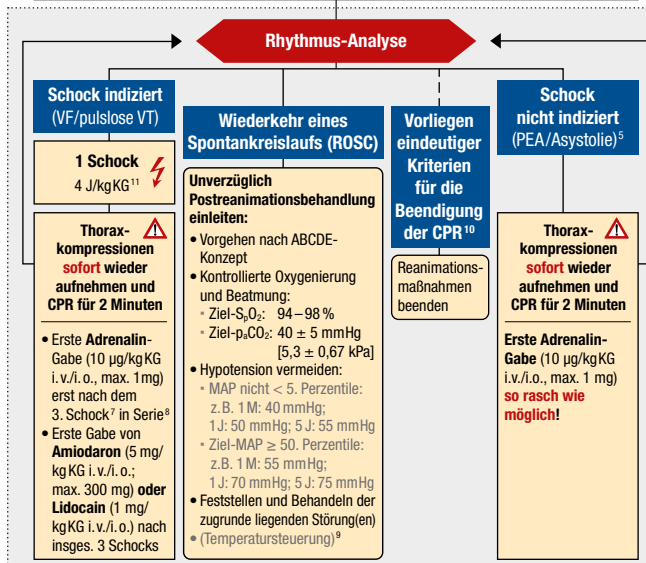 Rhythmus-Analyse
Schock indiziert
(VF/pulslose VT)
1 Schock
4 J/kgKG¹¹
Thorax-
kompressionen
sofort wieder
aufnehmen und
CPR für 2 Minuten
• Erste Adrenalin-
Gabe (10 µg/kgKG
i.v./i.o., max. 1mg)
erst nach dem
3. Schock⁷ in Serie⁸
• Erste Gabe von
Amiodaron (5 mg/
kgKG i.v./i.o.;
max. 300 mg) oder
Lidocain (1 mg/
kgKG i.v./i.o.) nach
insges. 3 Schocks
Wiederkehr eines
Spontankreislaufs (ROSC)
Unverzüglich
Postreanimationsbehandlung
einleiten:
• Vorgehen nach ABCDE-
Konzept
• Kontrollierte Oxygenierung
und Beatmung:
▪ Ziel-SpO₂: 94–98 %
▪ Ziel-paCO₂: 40 ± 5 mmHg
[5,3 ± 0,67 kPa]
• Hypotension vermeiden:
▪ MAP nicht < 5. Perzentile:
z.B. 1 M: 40 mmHg;
1 J: 50 mmHg; 5 J: 55 mmHg
▪ Ziel-MAP ≥ 50. Perzentile:
z.B. 1 M: 55 mmHg;
1 J: 70 mmHg; 5 J: 75 mmHg
• Feststellen und Behandeln der
zugrunde liegenden Störung(en)
• (Temperatursteuerung)⁹
Vorliegen
eindeutiger
Kriterien
für die
Beendigung
der CPR¹⁰
Reanimations-
maßnahmen
beenden
Schock
nicht indiziert
(PEA/Asystolie)⁵
Thorax-
kompressionen
sofort wieder
aufnehmen und
CPR für 2 Minuten
Erste Adrenalin-
Gabe (10 µg/kgKG
i.v./i.o., max. 1 mg)
so rasch wie
möglich!